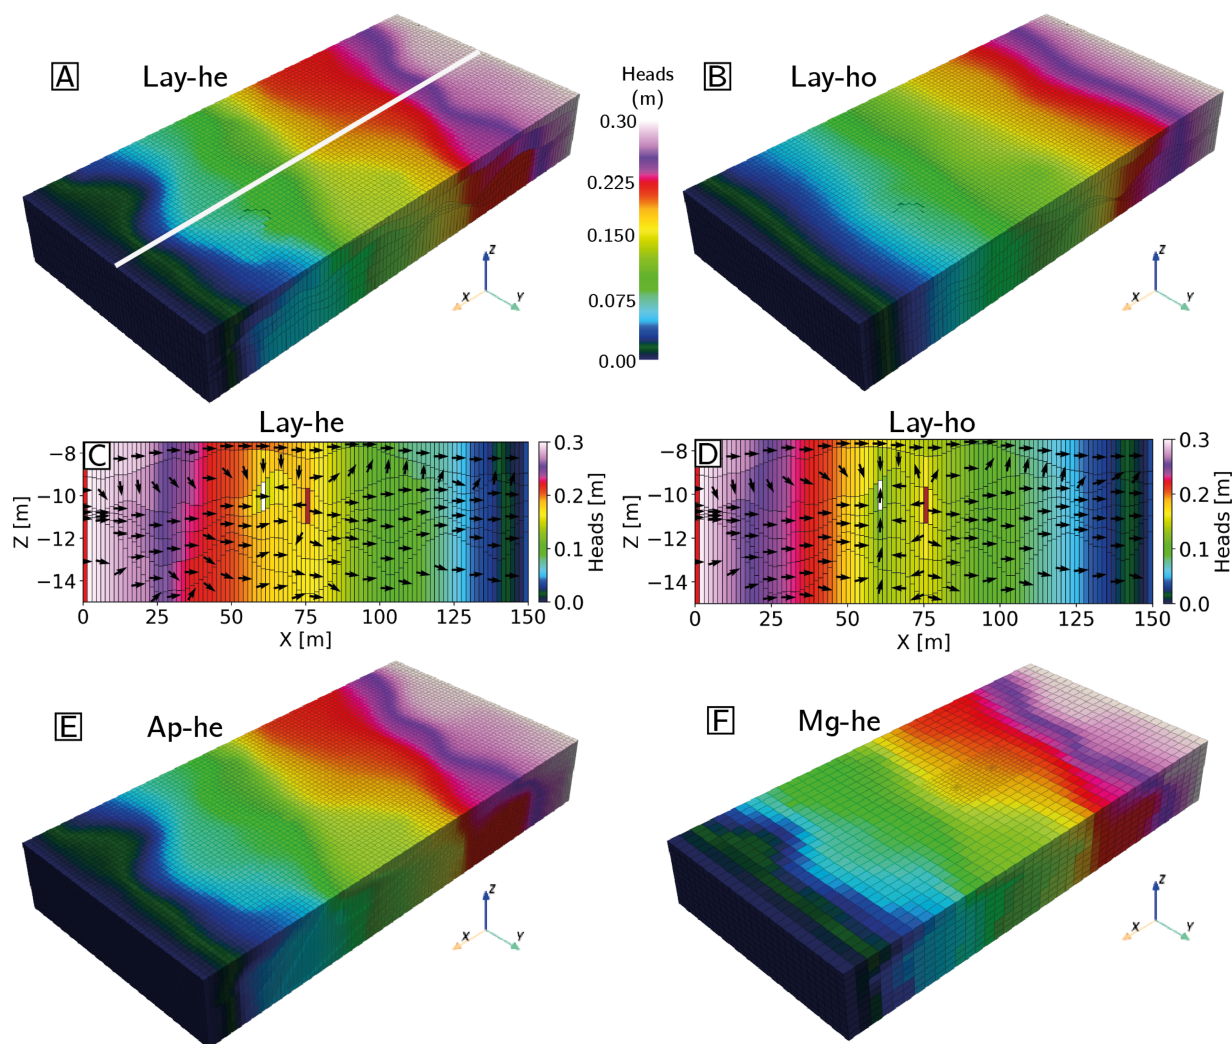 A Lay-he
Heads
(m)
0.30
0.225
0.150
0.075
0.00
B Lay-ho
Z
X
Y
Z
X
Y
Lay-he
C
−8
−10
−12
−14
Z [m]
0 25 50 75 100 125 150
X [m]
0.3
0.2
0.1
0.0
Heads [m]
Lay-ho
D
−8
−10
−12
−14
Z [m]
0 25 50 75 100 125 150
X [m]
0.3
0.2
0.1
0.0
Heads [m]
E Ap-he
Z
X
Y
F Mg-he
Z
X
Y